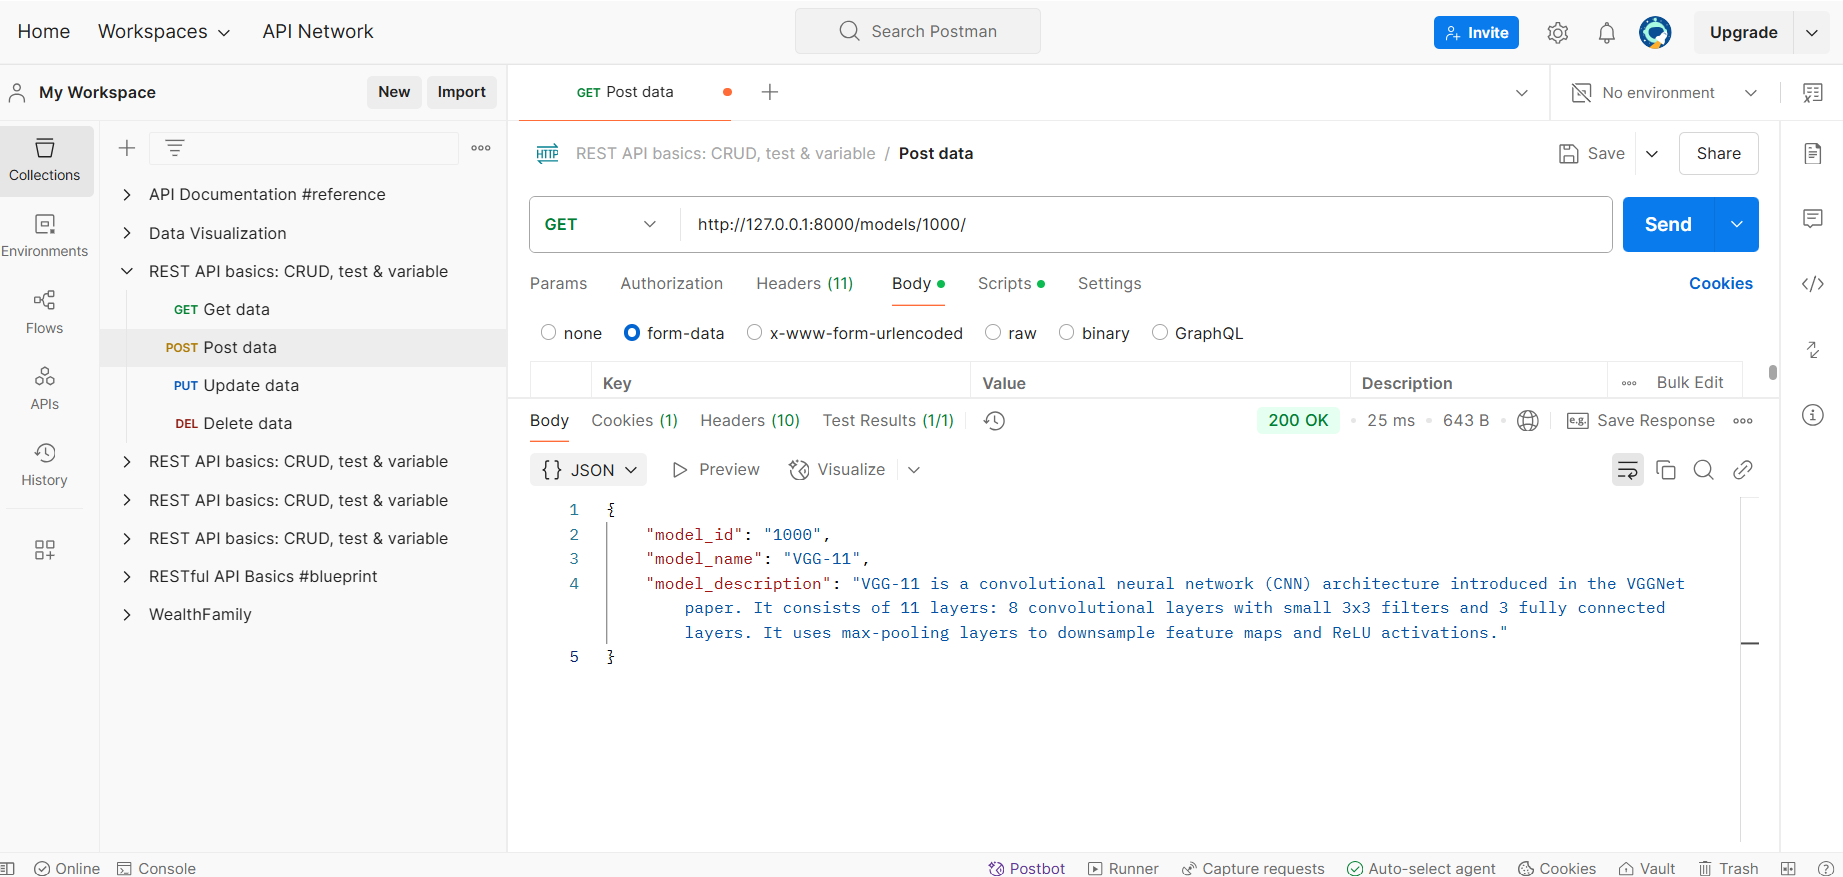 Home Workspaces API Network Search Postman Invite Upgrade
My Workspace New Import GET Post data No environment
Collections
Environments
Flows
APIs
History
API Documentation #reference
Data Visualization
REST API basics: CRUD, test & variable
GET Get data
POST Post data
PUT Update data
DEL Delete data
REST API basics: CRUD, test & variable
REST API basics: CRUD, test & variable
REST API basics: CRUD, test & variable
RESTful API Basics #blueprint
WealthFamily
HTTP REST API basics: CRUD, test & variable / Post data Save Share
GET http://127.0.0.1:8000/models/1000/ Send
Params Authorization Headers (11) Body Scripts Settings Cookies
none form-data x-www-form-urlencoded raw binary GraphQL
Key Value Description Bulk Edit
Body Cookies (1) Headers (10) Test Results (1/1) 200 OK 25 ms 643 B e.g. Save Response
{} JSON Preview Visualize
1 {
2 "model_id": "1000",
3 "model_name": "VGG-11",
4 "model_description": "VGG-11 is a convolutional neural network (CNN) architecture introduced in the VGGNet
paper. It consists of 11 layers: 8 convolutional layers with small 3x3 filters and 3 fully connected
layers. It uses max-pooling layers to downsample feature maps and ReLU activations."
5 }
Online Console Postbot Runner Capture requests Auto-select agent Cookies Vault Trash